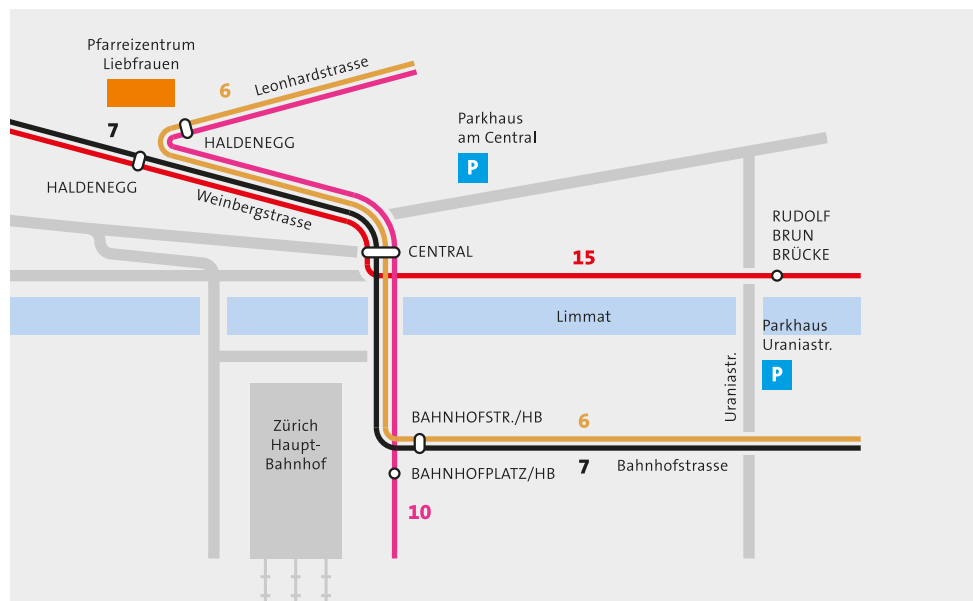 Pfarreizentrum
Liebfrauen
6
Leonhardstrasse
7
HALDENEGG
HALDENEGG
Weinbergstrasse
Parkhaus
am Central
P
CENTRAL
15
RUDOLF
BRUN
BRÜCKE
Limmat
Parkhaus
Uraniastr.
P
Uraniastr.
Zürich
Haupt-
Bahnhof
BAHNHOFSTR./HB
6
7
Bahnhofstrasse
BAHNHOFPLATZ/HB
10